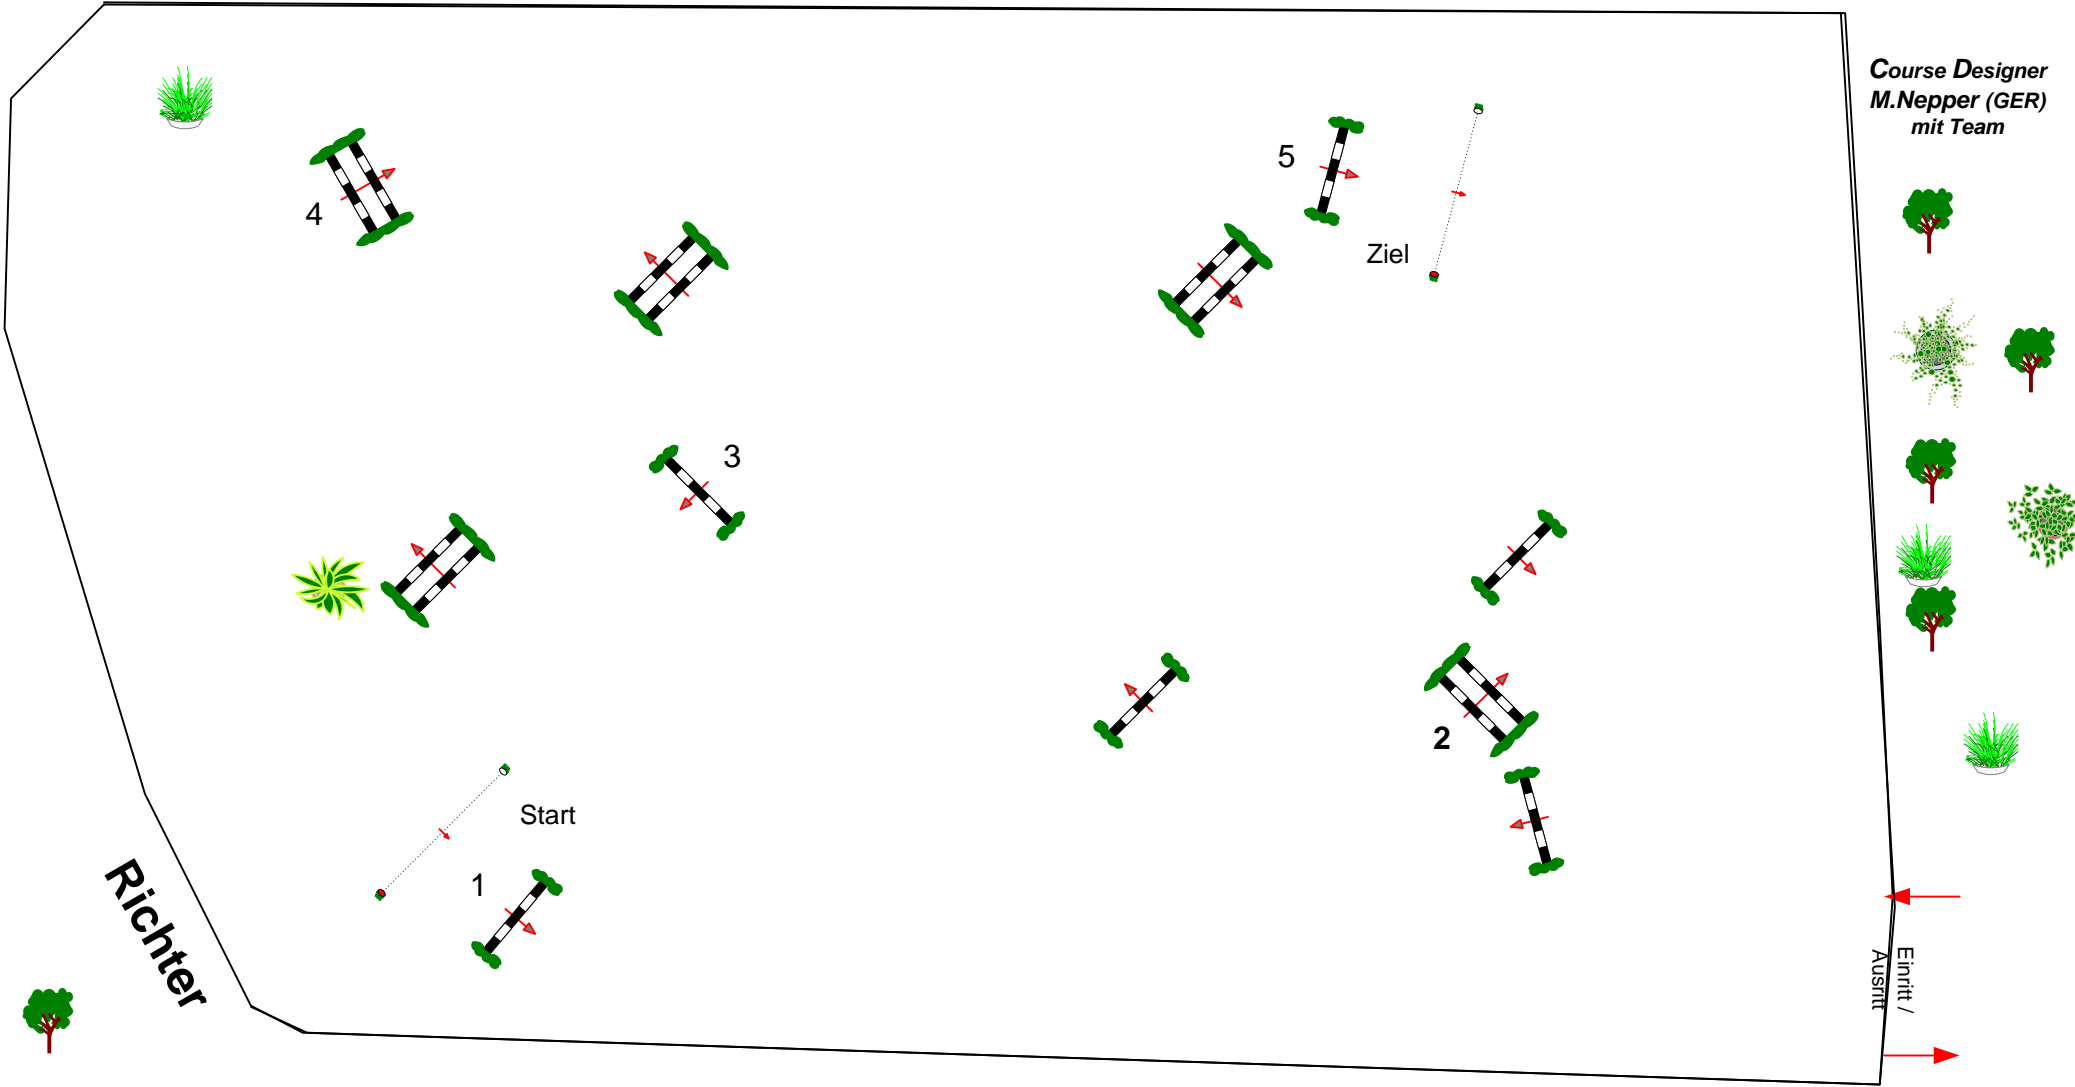 Course Designer
M.Nepper (GER)
mit Team
5
4
Ziel
3
2
Start
1
Richter
Einritt /
Ausritt